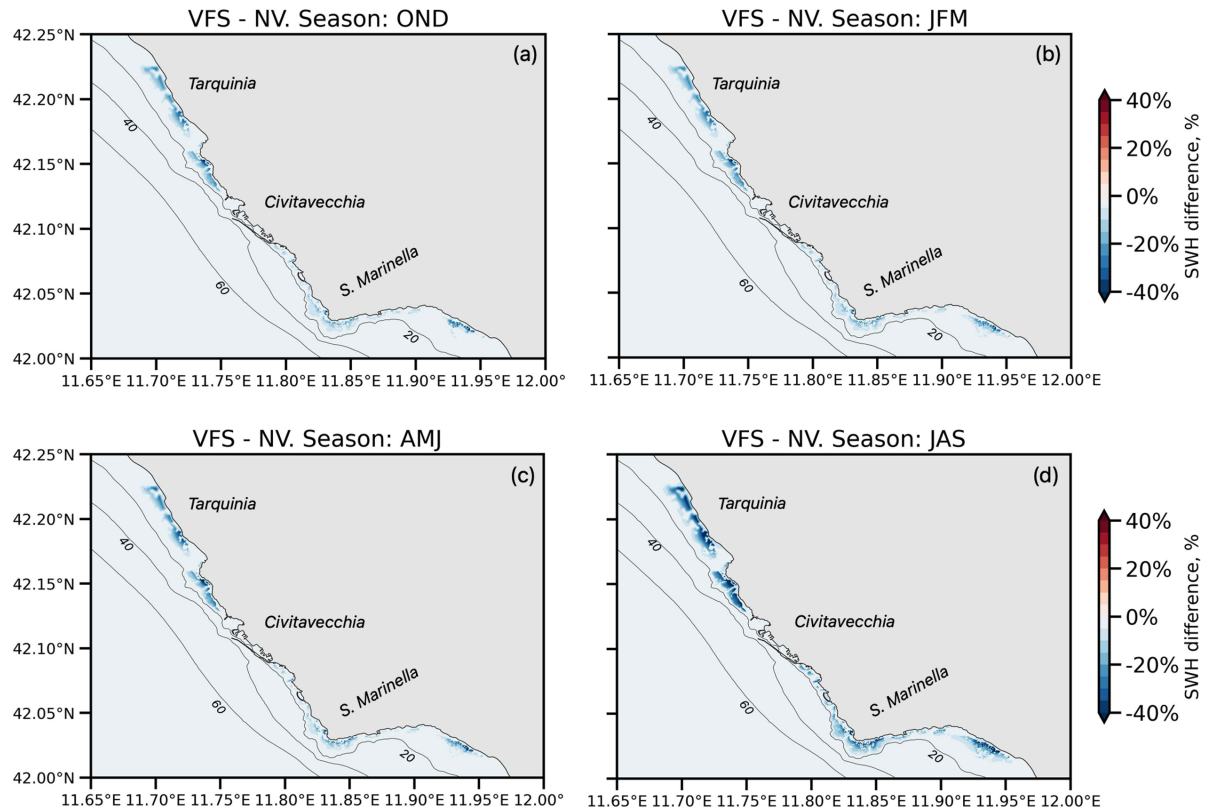 VFS - NV. Season: OND
VFS - NV. Season: JFM
42.25°N
42.20°N
42.15°N
42.10°N
42.05°N
42.00°N
(a)
Tarquinia
40
Civitavecchia
60
S. Marinella
20
11.65°E 11.70°E 11.75°E 11.80°E 11.85°E 11.90°E 11.95°E 12.00°
(b)
Tarquinia
40
Civitavecchia
60
S. Marinella
20
11.65°E 11.70°E 11.75°E 11.80°E 11.85°E 11.90°E 11.95°E 12.00°E
40%
20%
0%
-20%
-40%
SWH difference, %
VFS - NV. Season: AMJ
VFS - NV. Season: JAS
42.25°N
42.20°N
42.15°N
42.10°N
42.05°N
42.00°N
(c)
Tarquinia
40
Civitavecchia
60
S. Marinella
20
11.65°E 11.70°E 11.75°E 11.80°E 11.85°E 11.90°E 11.95°E 12.00°
(d)
Tarquinia
40
Civitavecchia
60
S. Marinella
20
11.65°E 11.70°E 11.75°E 11.80°E 11.85°E 11.90°E 11.95°E 12.00°E
40%
20%
0%
-20%
-40%
SWH difference, %